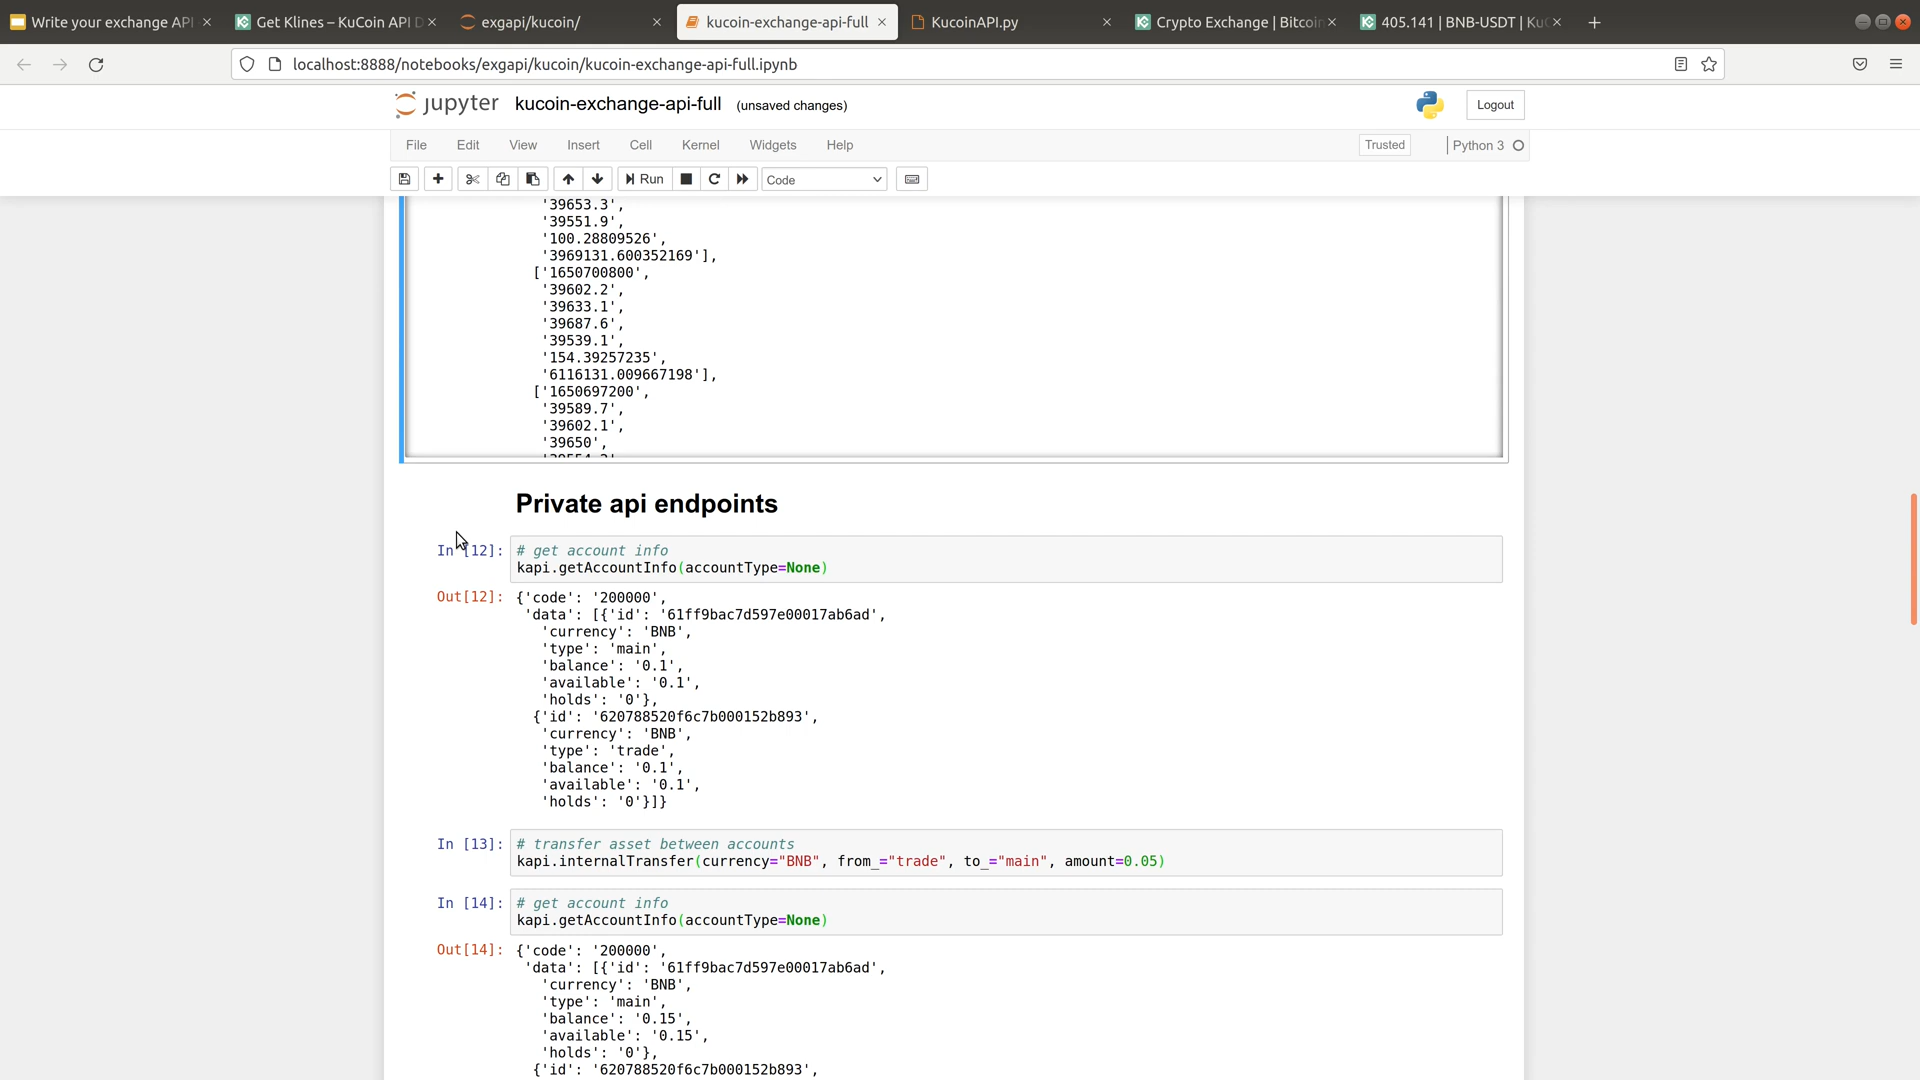 Write your exchange API
Get Klines – KuCoin API D
exgapi/kucoin/
kucoin-exchange-api-full
KucoinAPI.py
Crypto Exchange | Bitcoin
405.141 | BNB-USDT | Ku
localhost:8888/notebooks/exgapi/kucoin/kucoin-exchange-api-full.ipynb
jupyter kucoin-exchange-api-full (unsaved changes)
Logout
File Edit View Insert Cell Kernel Widgets Help
Trusted
Python 3
Run
Code
'39653.3',
'39551.9',
'100.28809526',
'3969131.600352169'],
['1650700800',
'39602.2',
'39633.1',
'39687.6',
'39539.1',
'154.39257235',
'6116131.009667198'],
['1650697200',
'39589.7',
'39602.1',
'39650',
Private api endpoints
In [12]: # get account info
kapi.getAccountInfo(accountType=None)
Out[12]: {'code': '200000',
'data': [{'id': '61ff9bac7d597e00017ab6ad',
'currency': 'BNB',
'type': 'main',
'balance': '0.1',
'available': '0.1',
'holds': '0'},
{'id': '620788520f6c7b000152b893',
'currency': 'BNB',
'type': 'trade',
'balance': '0.1',
'available': '0.1',
'holds': '0'}]}
In [13]: # transfer asset between accounts
kapi.internalTransfer(currency="BNB", from_="trade", to_="main", amount=0.05)
In [14]: # get account info
kapi.getAccountInfo(accountType=None)
Out[14]: {'code': '200000',
'data': [{'id': '61ff9bac7d597e00017ab6ad',
'currency': 'BNB',
'type': 'main',
'balance': '0.15',
'available': '0.15',
'holds': '0'},
{'id': '620788520f6c7b000152b893',